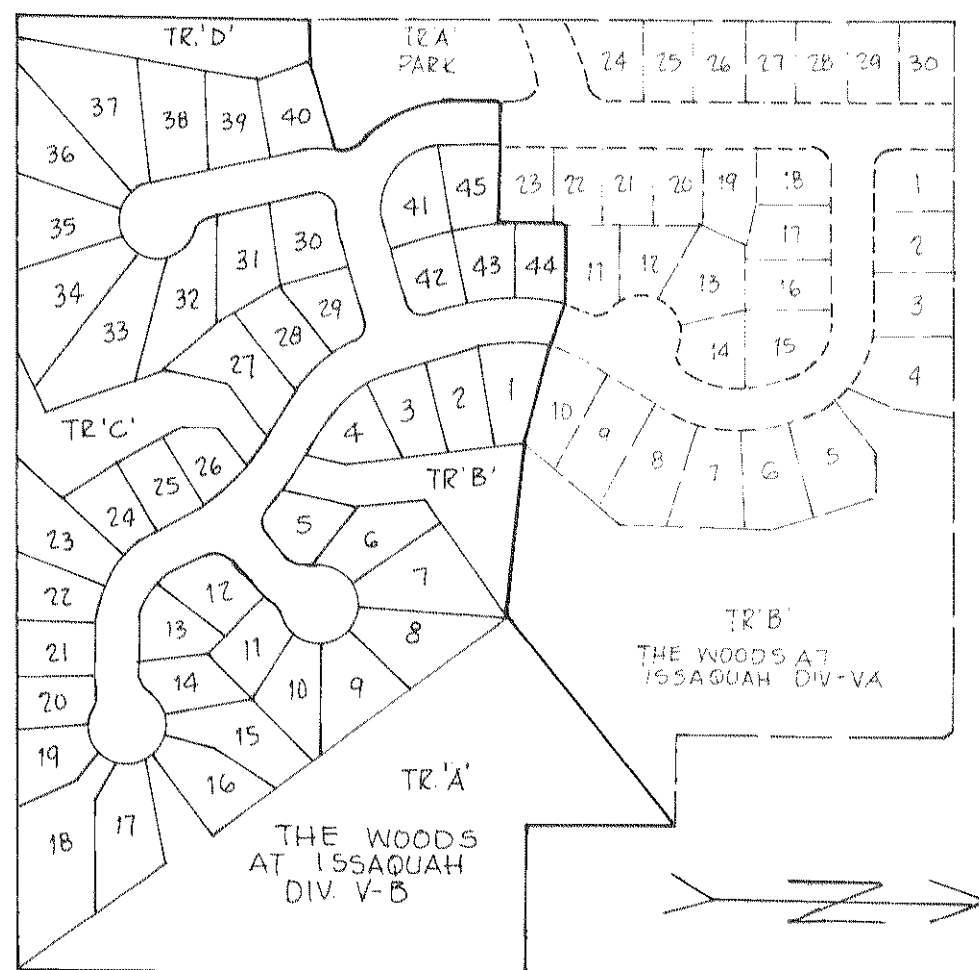 TR.'D'
TR.'A'
PARK
24 25 26 27 28 29 30
37 38 39 40
36
35
34
33
32
31
30
29
28
27
41 45
42 43 44
23 22 21 20 19 18
17
16
15
14
13
12
11
1
2
3
4
5
6
7
8
9
10
TR 'C'
4 3 2 1
TR 'B'
26
25
24
23
22
21
20
19
18
17
16
15
14
13
12
11
10
9
8
7
6
5
TR 'B'
THE WOODS AT
ISSAQUAH DIV-VA
TR. 'A'
THE WOODS
AT ISSAQUAH
DIV. V-B
N